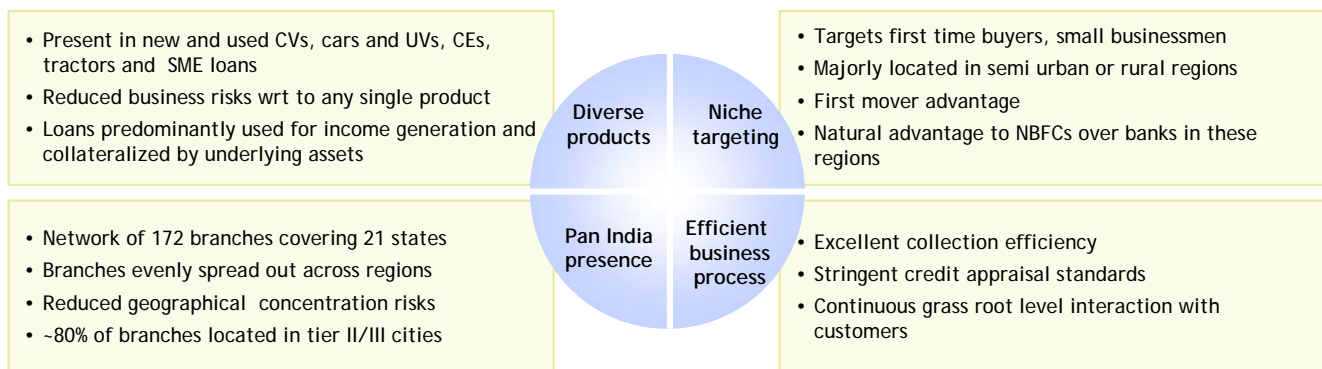 • Present in new and used CVs, cars and UVs, CEs,
tractors and SME loans
• Reduced business risks wrt to any single product
• Loans predominantly used for income generation and
collateralized by underlying assets
Diverse
products
Niche
targeting
• Targets first time buyers, small businessmen
• Majorly located in semi urban or rural regions
• First mover advantage
• Natural advantage to NBFCs over banks in these
regions
• Network of 172 branches covering 21 states
• Branches evenly spread out across regions
• Reduced geographical concentration risks
• ~80% of branches located in tier II/III cities
Pan India
presence
Efficient
business
process
• Excellent collection efficiency
• Stringent credit appraisal standards
• Continuous grass root level interaction with
customers